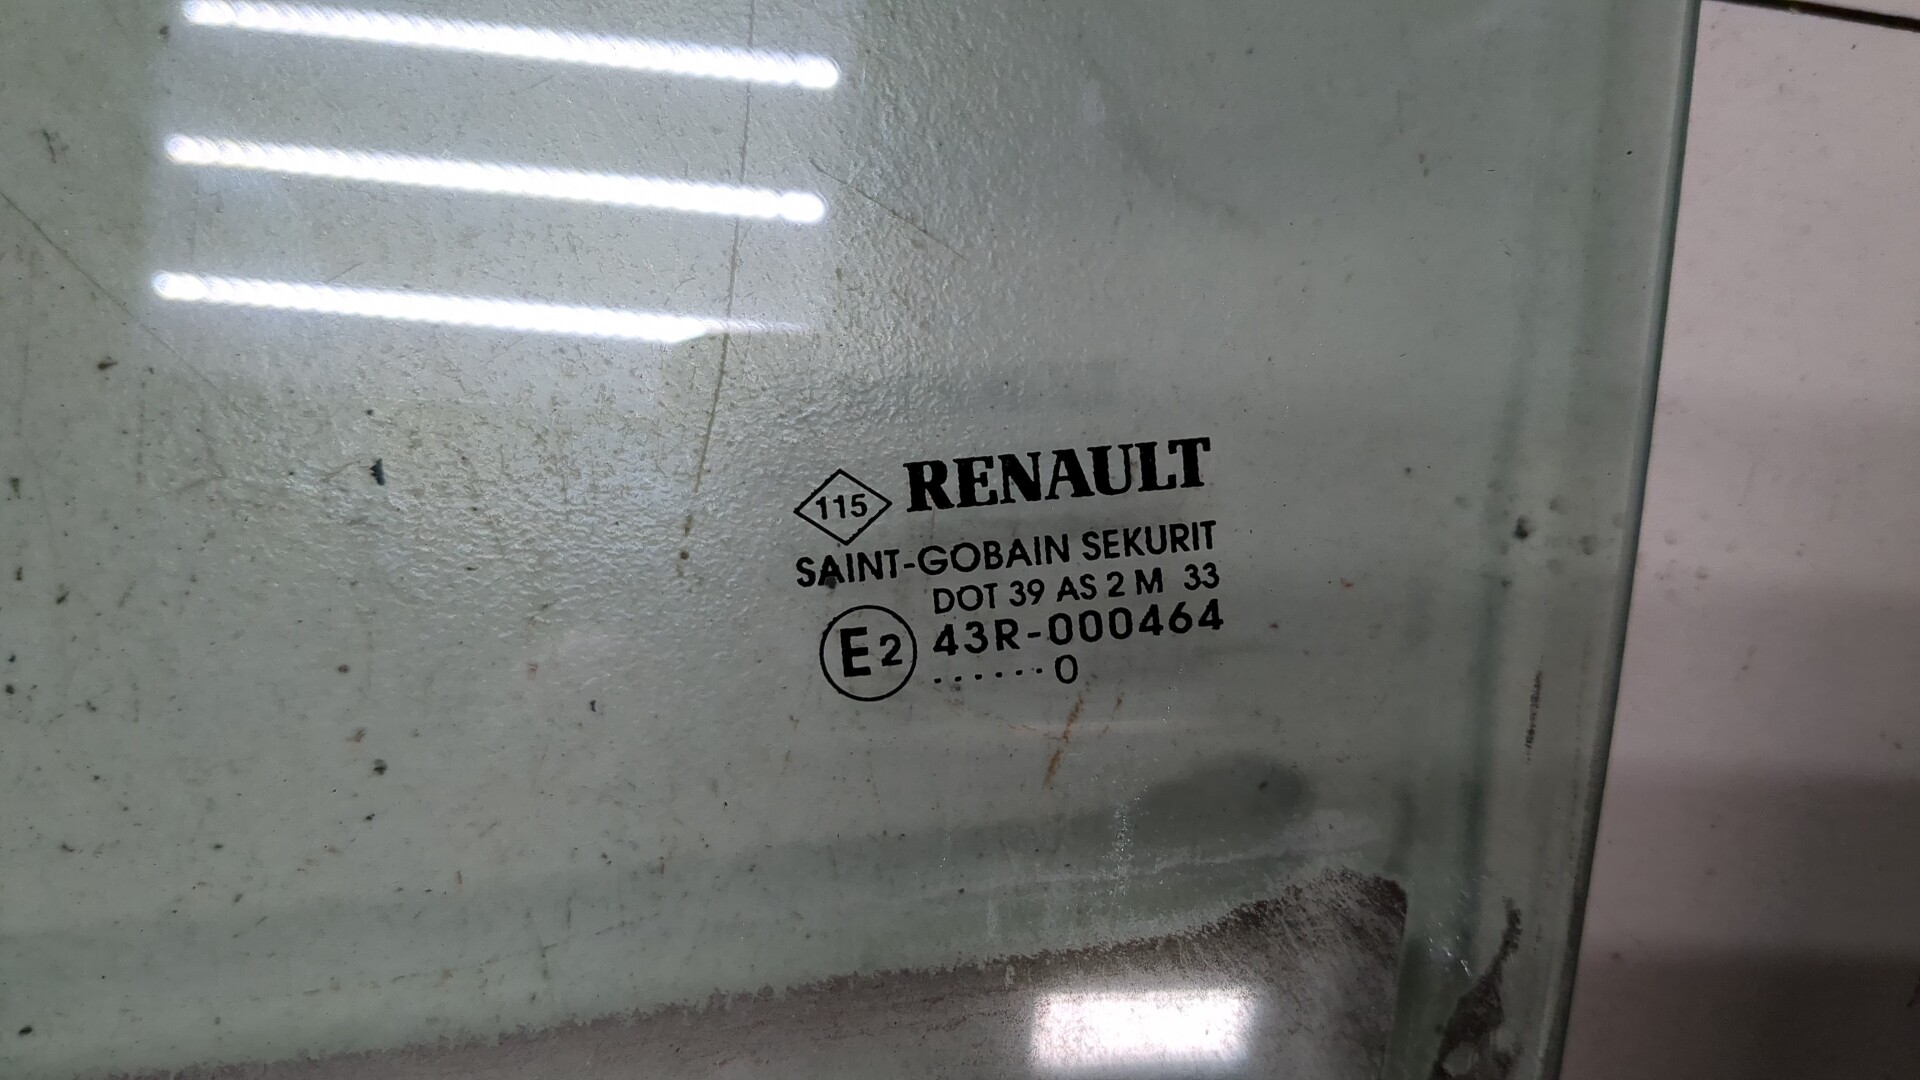 115 RENAULT
SAINT-GOBAIN SEKURIT
DOT 39 AS 2 M 33
E2 43R-000464
......0